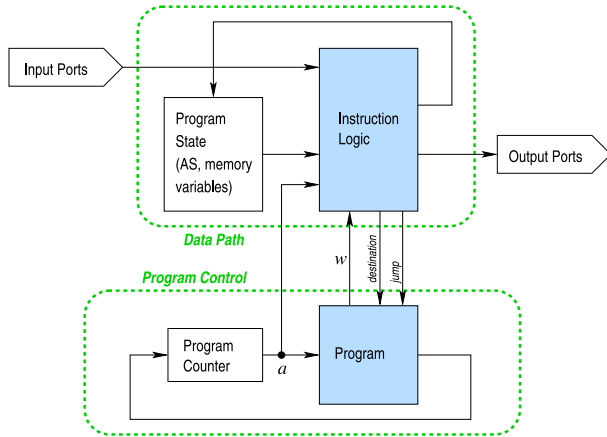 Input Ports
Program
State
(AS, memory
variables)
Instruction
Logic
Output Ports
Data Path
w
destination
jump
Program Control
Program
Counter
a
Program